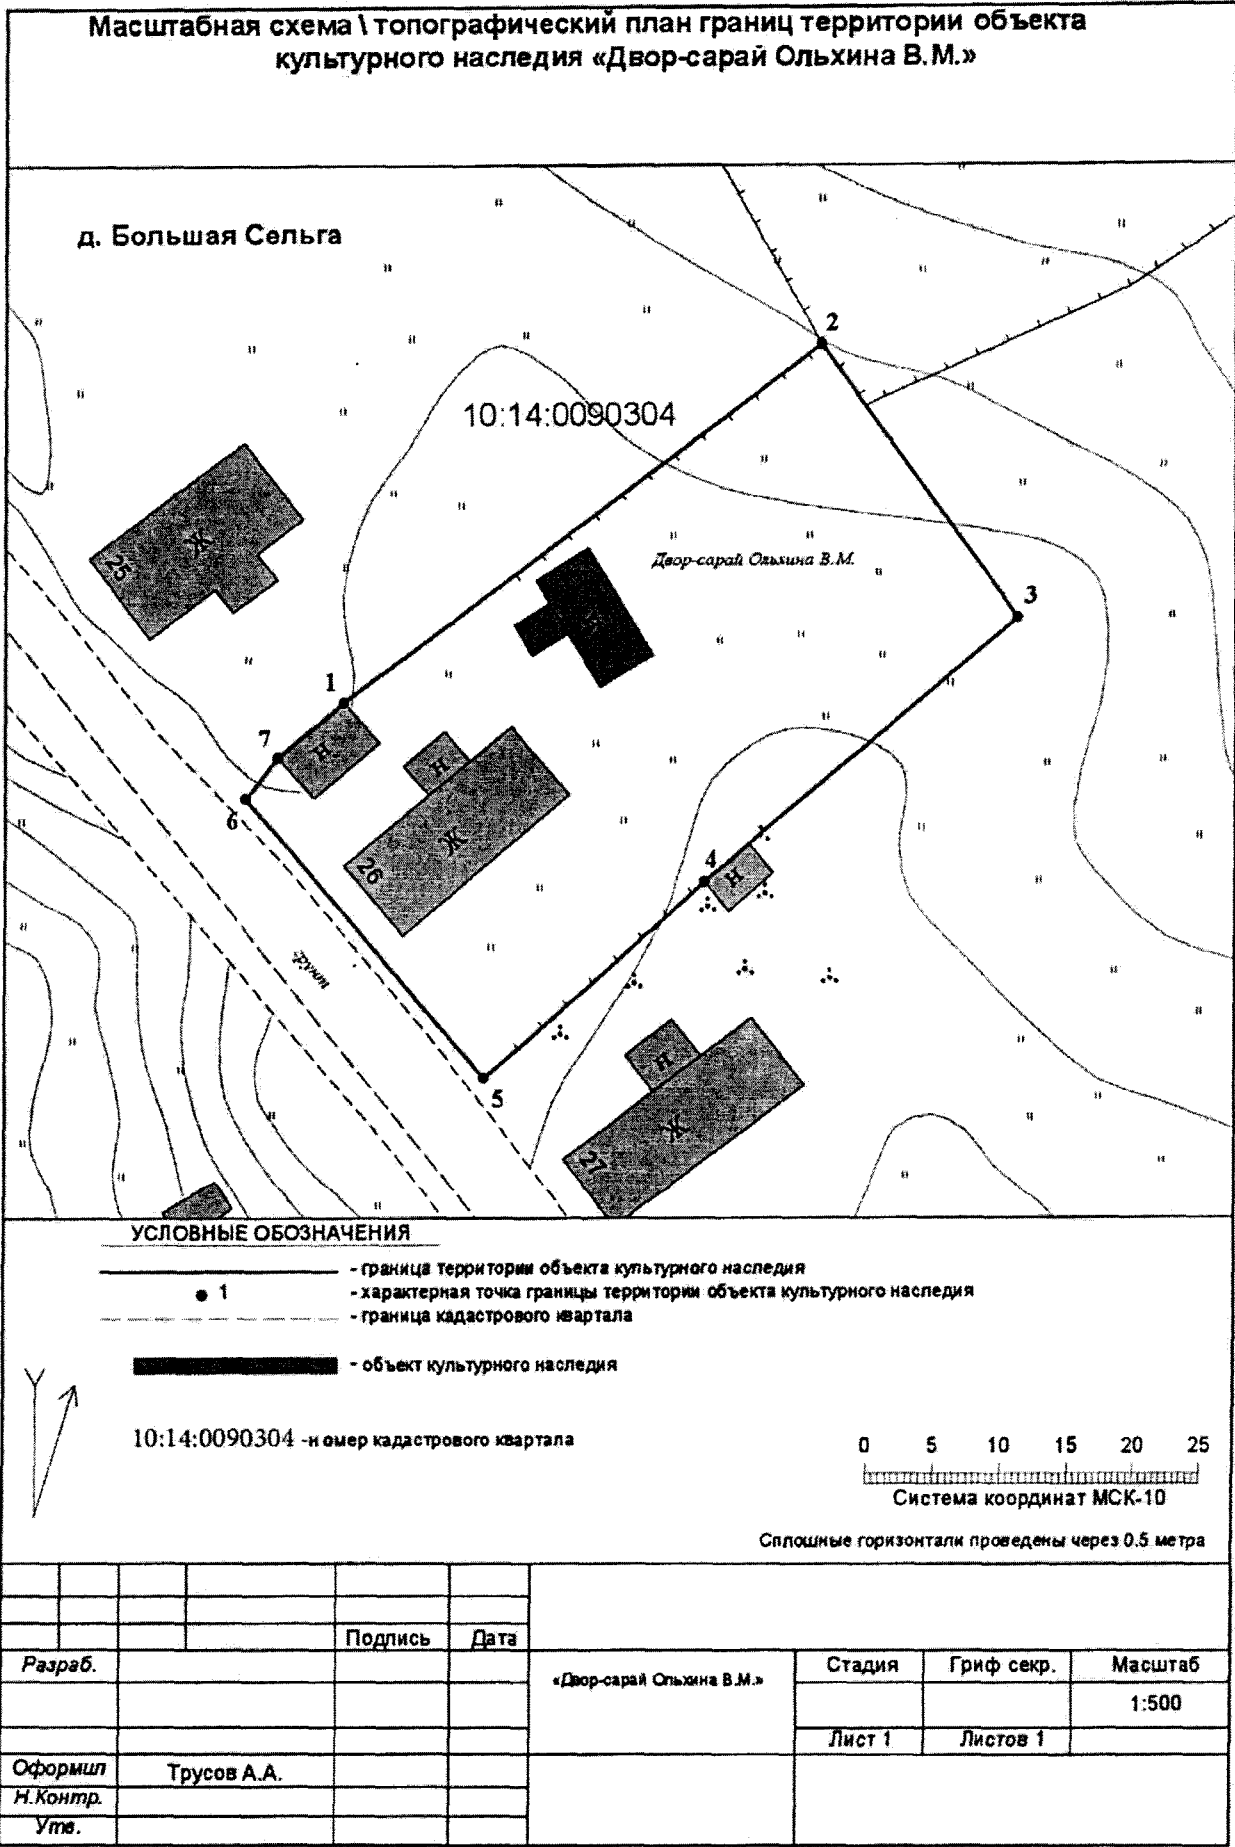 Масштабная схема \ топографический план границ территории объекта
культурного наследия «Двор-сарай Ольхина В.М.»
д. Большая Сельга
2
10:14:0090304
Ж
25
Двор-сарай Ольхина В.М.
3
1
7
Н
Н
6
Ж
26
4
Н
грунт
5
Н
Ж
27
УСЛОВНЫЕ ОБОЗНАЧЕНИЯ
- граница территории объекта культурного наследия
1 - характерная точка границы территории объекта культурного наследия
- граница кадастрового квартала
- объект культурного наследия
10:14:0090304 -номер кадастрового квартала
0 5 10 15 20 25
Система координат МСК-10
Сплошные горизонтали проведены через 0.5 метра
Подпись Дата
Разраб.
«Двор-сарай Ольхина В.М.»
Стадия Гриф секр. Масштаб
1:500
Лист 1 Листов 1
Оформил Трусов А.А.
Н.Контр.
Утв.